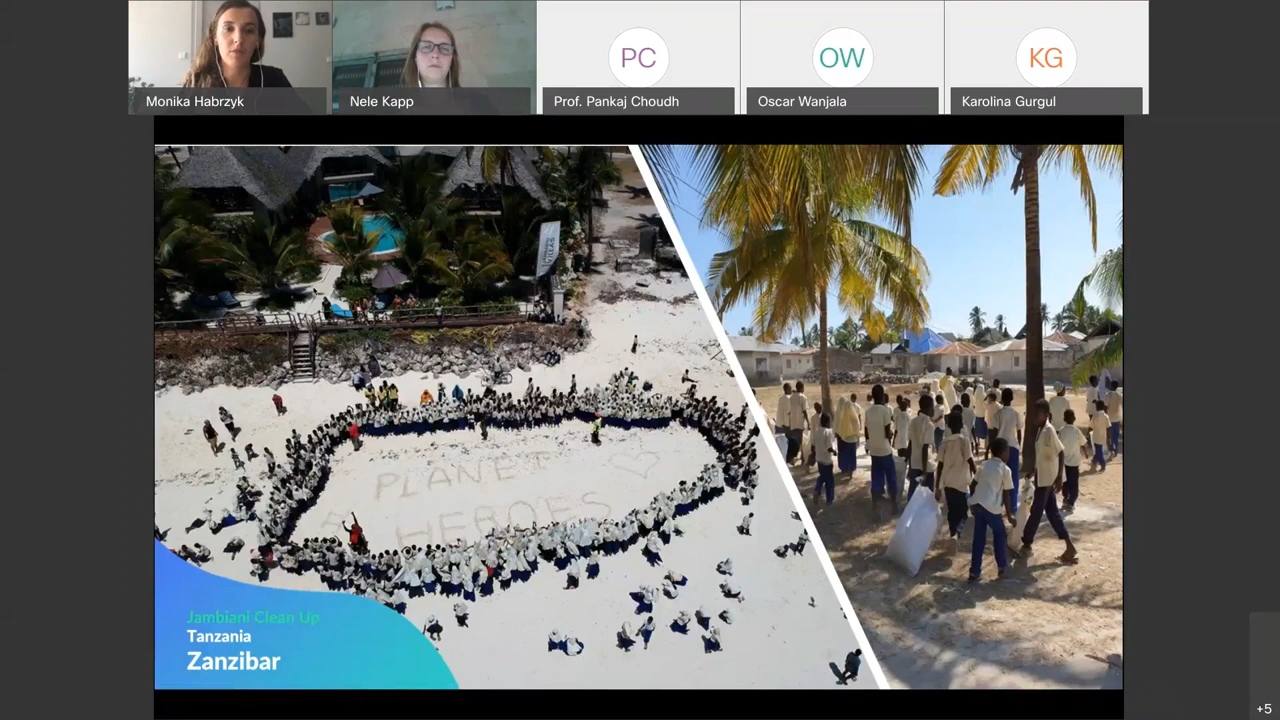 PC
OW
KG
Monika Habrzyk
Nele Kapp
Prof. Pankaj Choudh
Oscar Wanjala
Karolina Gurgul
VILLAS
PLANET
HEROES
Jambiani Clean Up
Tanzania
Zanzibar
+5